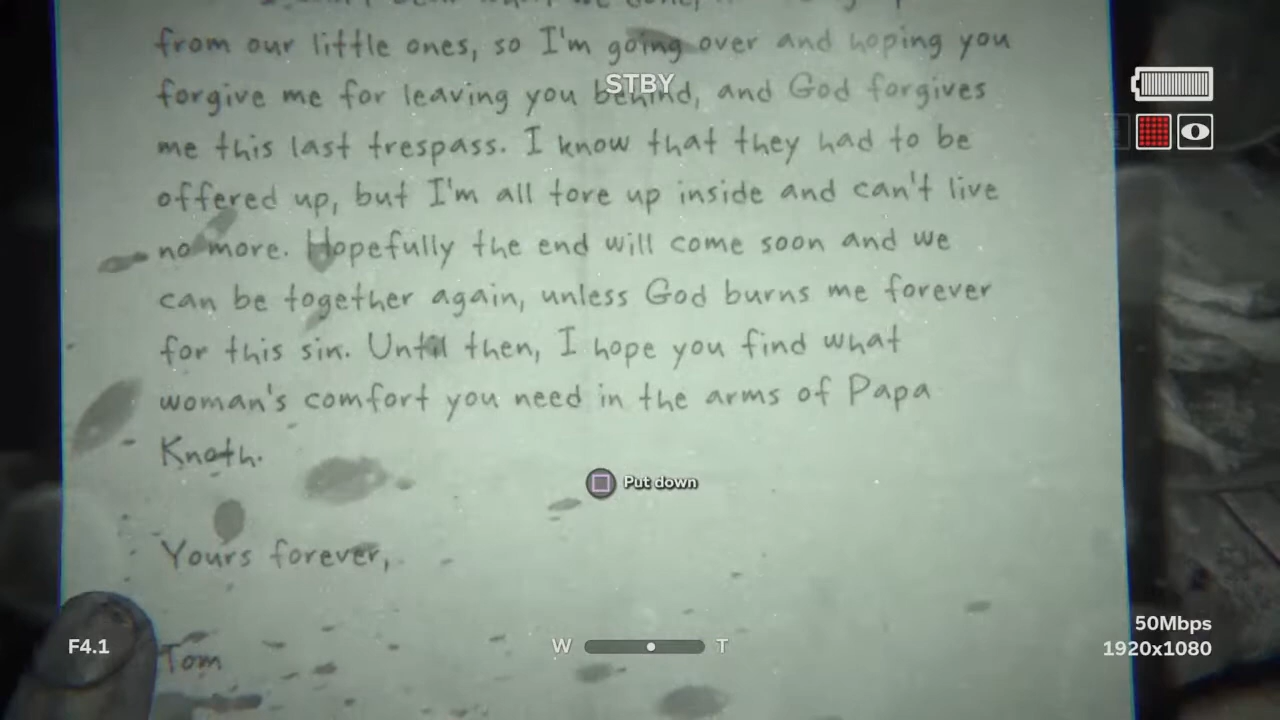 from our little ones, so I'm going over and hoping you
STBY
forgive me for leaving you behind, and God forgives
me this last trespass. I know that they had to be
offered up, but I'm all tore up inside and can't live
no more. Hopefully the end will come soon and we
can be together again, unless God burns me forever
for this sin. Until then, I hope you find what
woman's comfort you need in the arms of Papa
Knoth.
Put down
Yours forever,
50Mbps
F4.1
W T
1920x1080
Tom